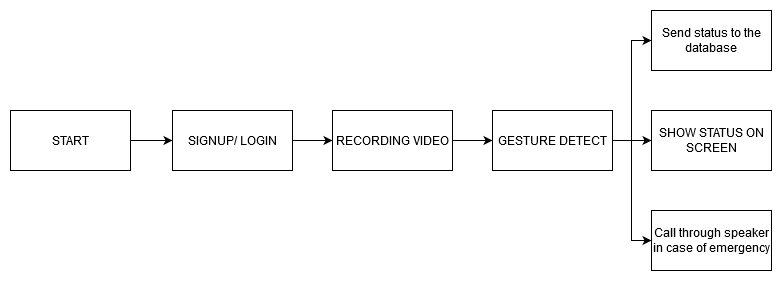 START
SIGNUP/ LOGIN
RECORDING VIDEO
GESTURE DETECT
Send status to the
database
SHOW STATUS ON
SCREEN
Call through speaker
in case of emergency